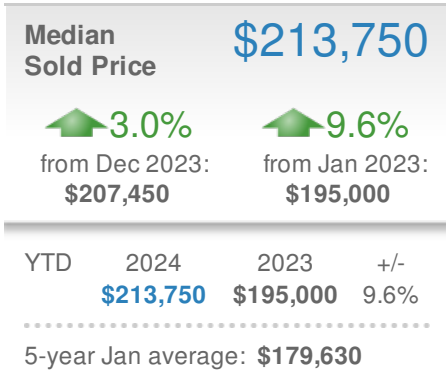 Median $213,750
Sold Price
3.0% 9.6%
from Dec 2023: from Jan 2023:
$207,450 $195,000
YTD 2024 2023 +/-
$213,750 $195,000 9.6%
5-year Jan average: $179,630